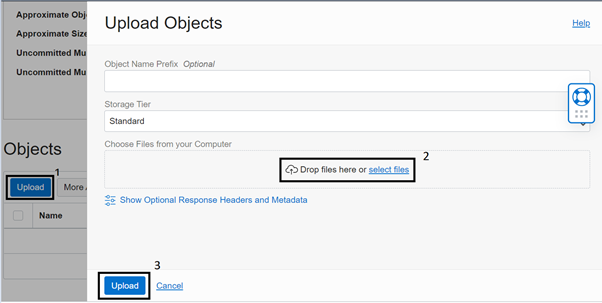 Approximate Obj
Approximate Size
Uncommitted Mu
Uncommitted Mu
Objects
1
Upload
More A
Name
Upload Objects
Help
Object Name Prefix Optional
Storage Tier
Standard
Choose Files from your Computer
2
Drop files here or select files
Show Optional Response Headers and Metadata
3
Upload
Cancel